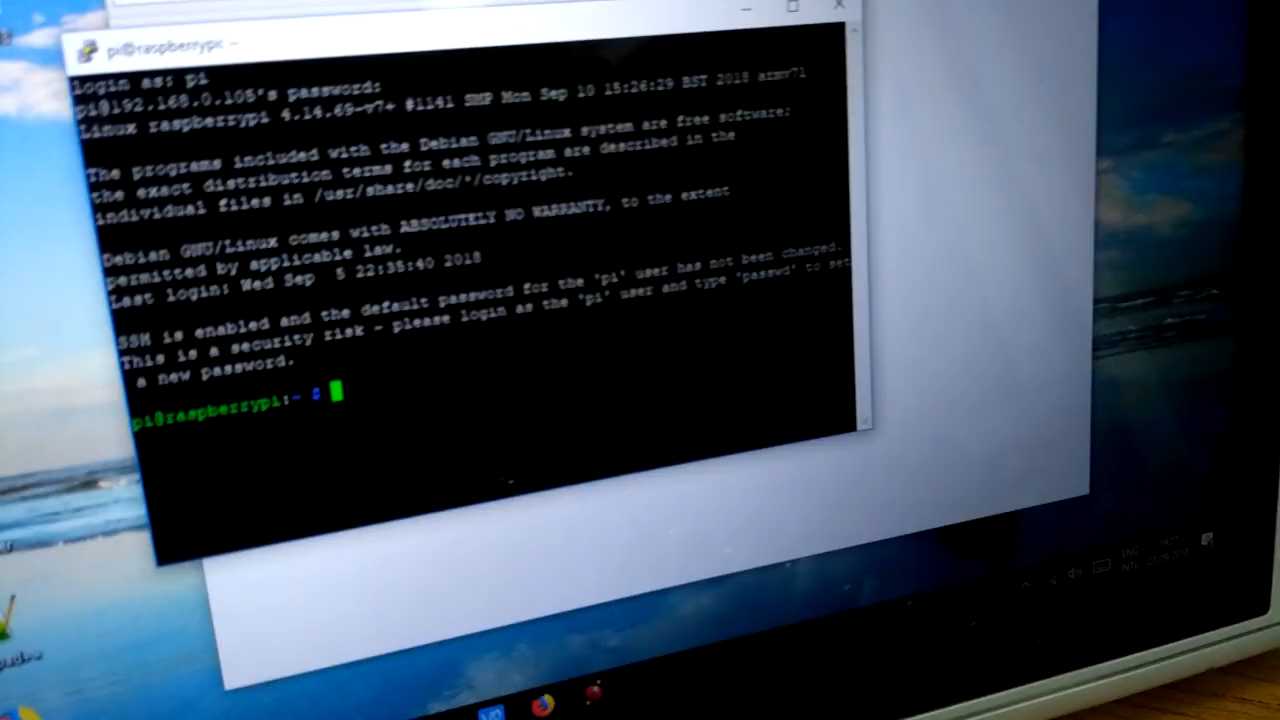 pi@raspberrypi: ~
login as: pi
pi@192.168.0.105's password:
Linux raspberrypi 4.14.69-v7+ #1141 SMP Mon Sep 10 15:26:29 BST 2018 armv7l

The programs included with the Debian GNU/Linux system are free software;
the exact distribution terms for each program are described in the
individual files in /usr/share/doc/*/copyright.

Debian GNU/Linux comes with ABSOLUTELY NO WARRANTY, to the extent
permitted by applicable law.
Last login: Wed Sep  5 22:35:40 2018

SSH is enabled and the default password for the 'pi' user has not been changed.
This is a security risk - please login as the 'pi' user and type 'passwd' to set
 a new password.

pi@raspberrypi:~ $
ENG
INTL